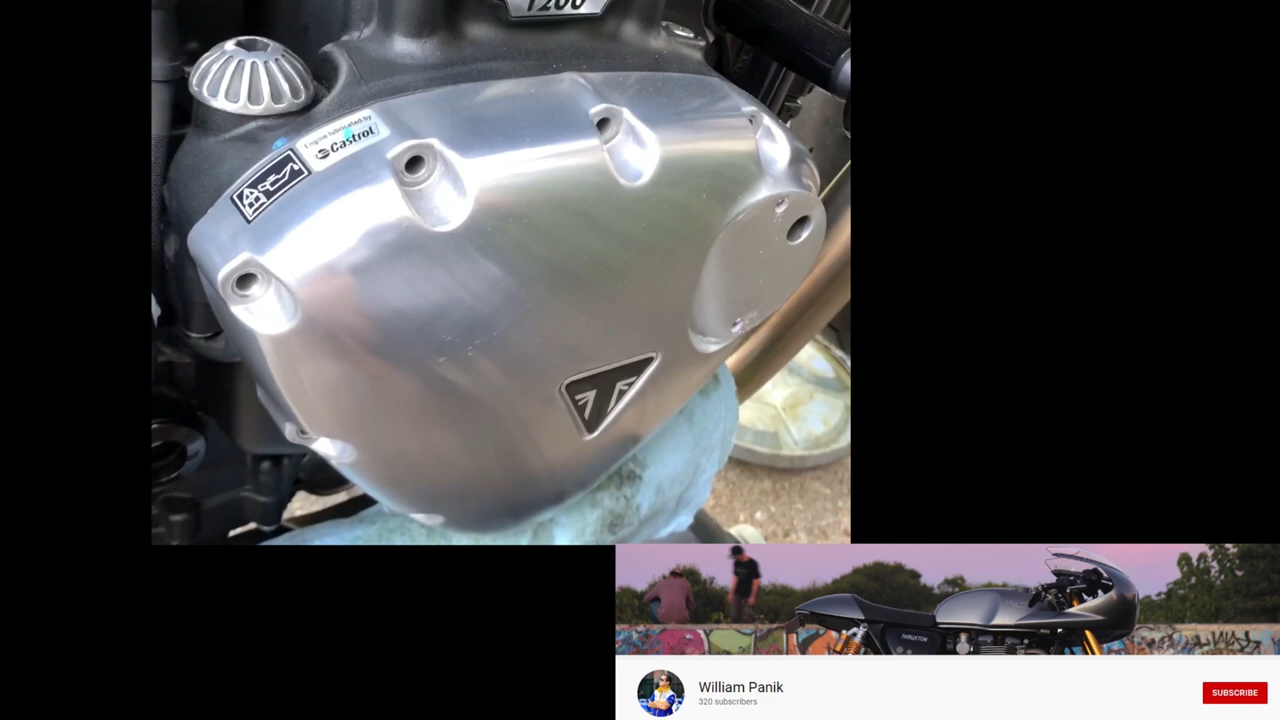 1200
Engine lubricated by
Castrol
THRUXTON
William Panik
320 subscribers
SUBSCRIBE